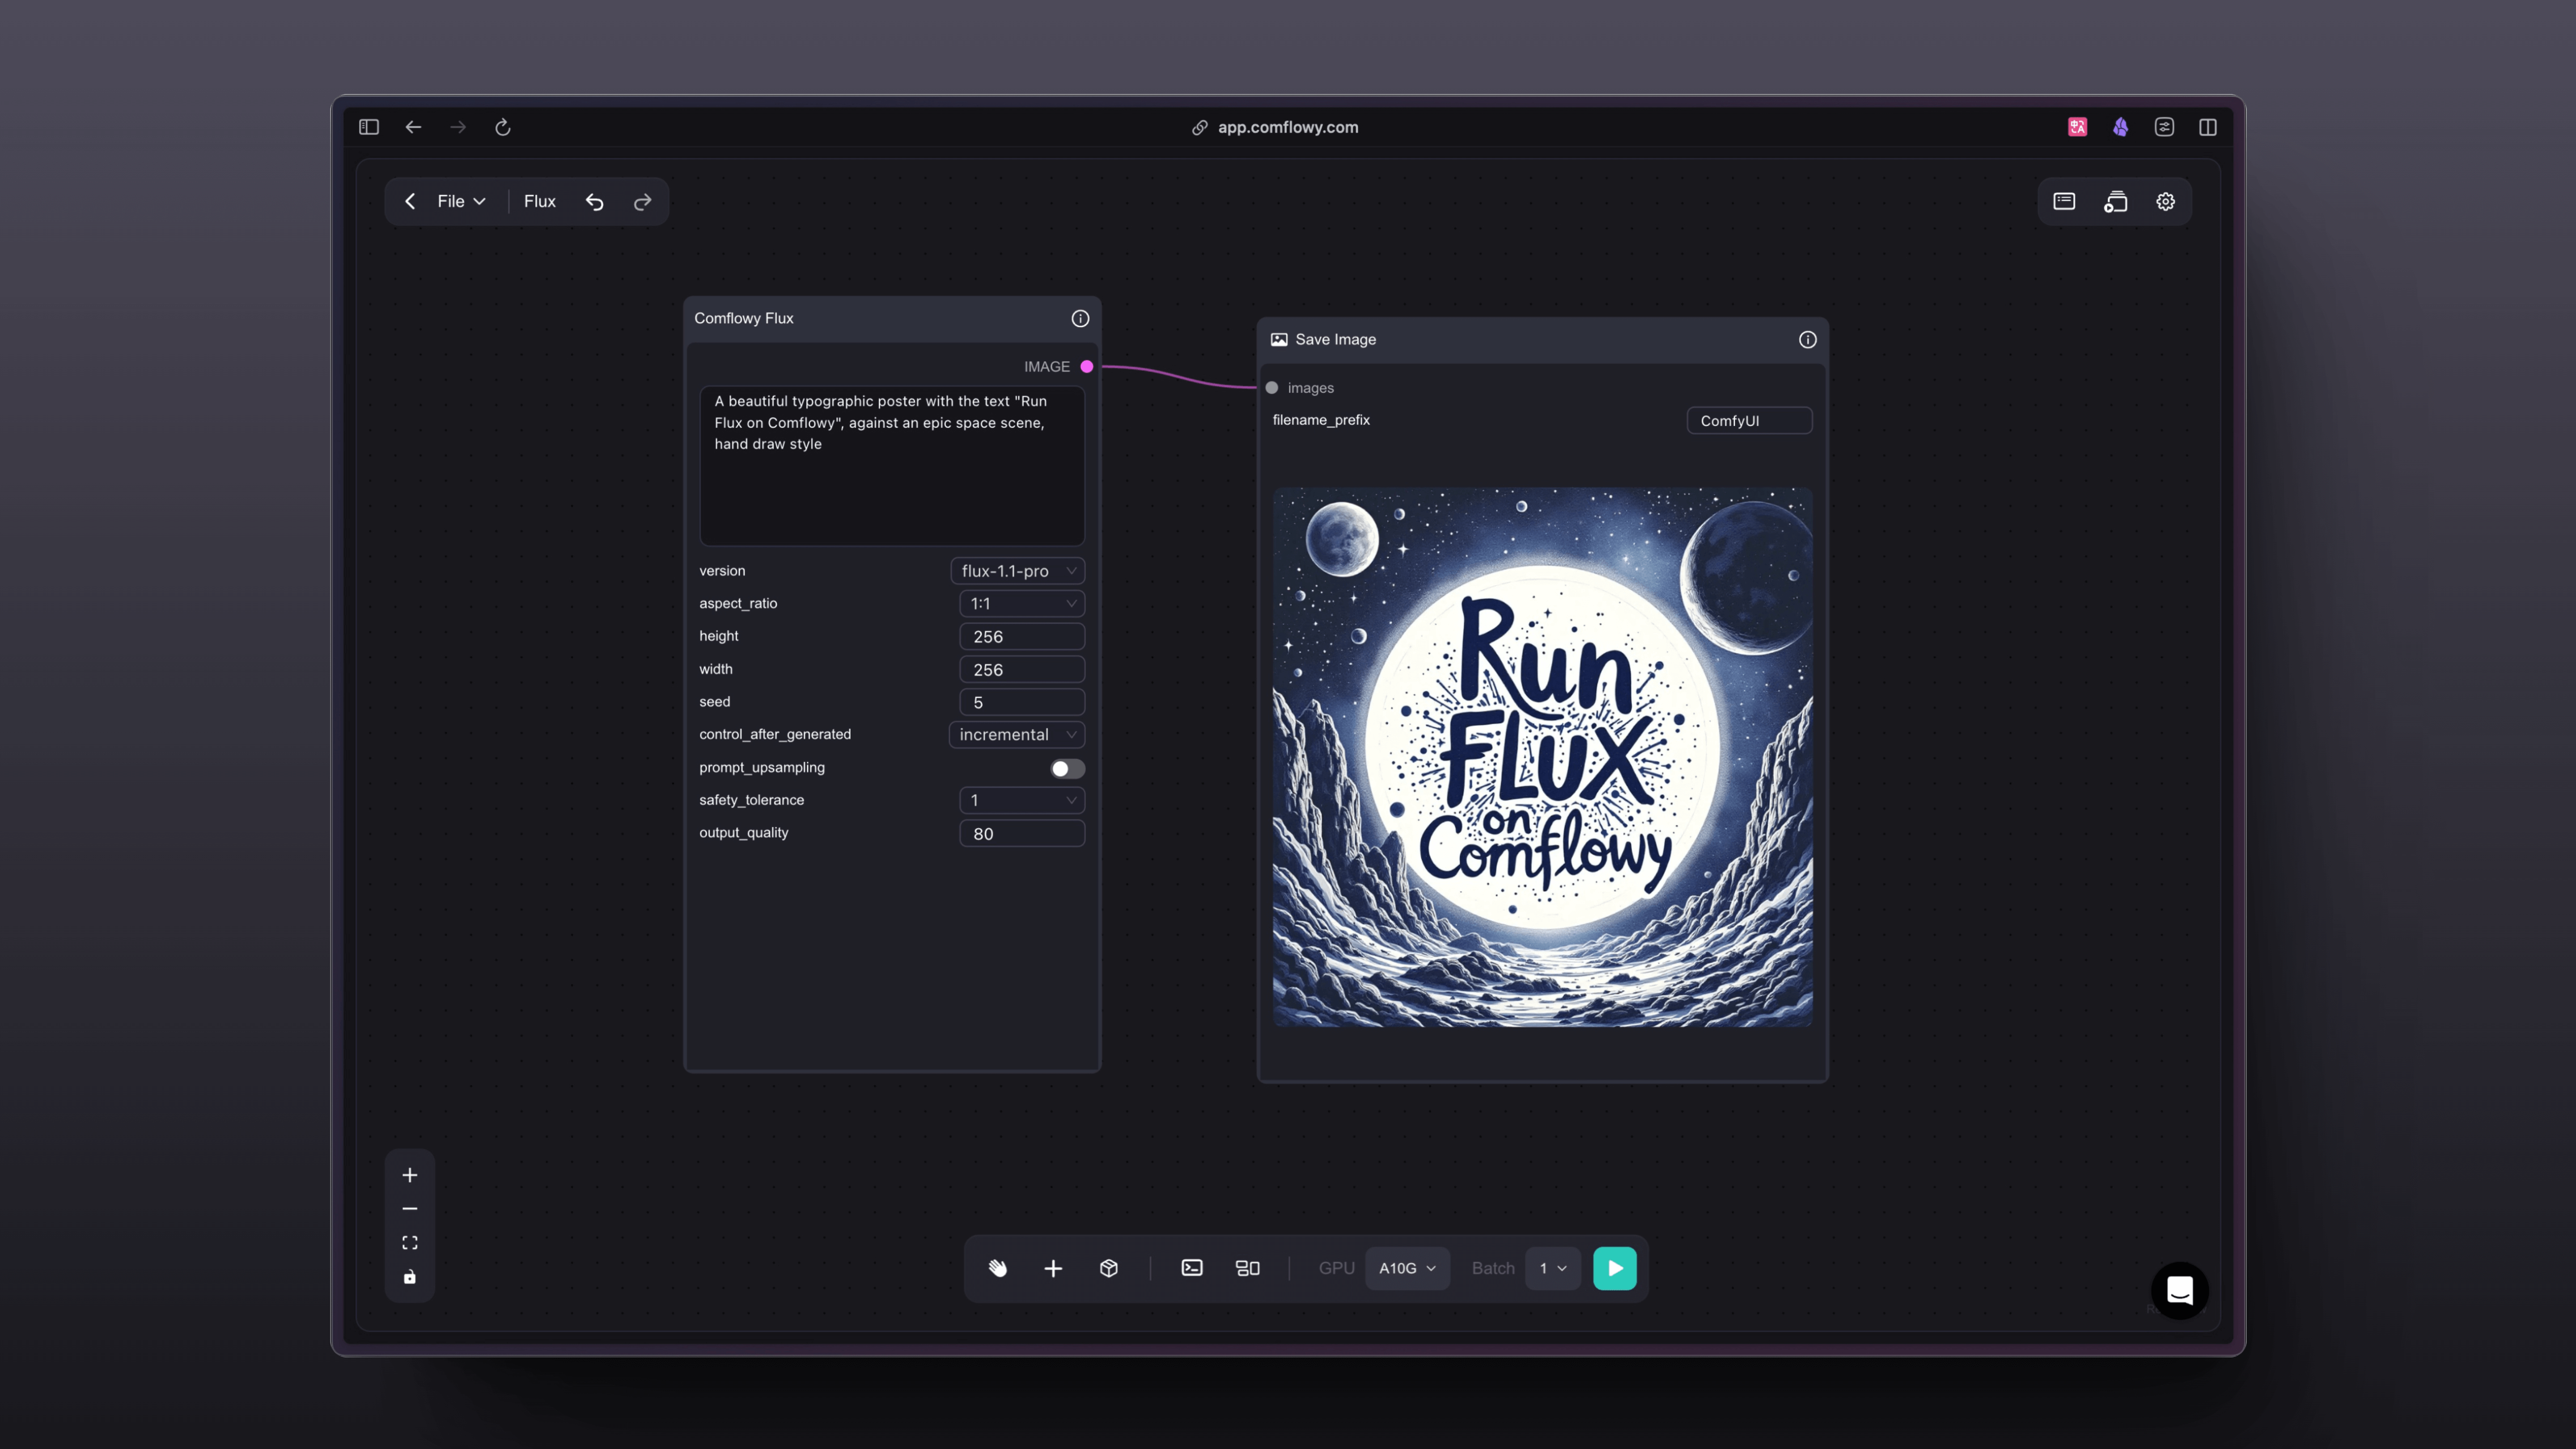 app.comflowy.com
File
Flux
Comflowy Flux
IMAGE
A beautiful typographic poster with the text "Run
Flux on Comflowy", against an epic space scene,
hand draw style
version
flux-1.1-pro
aspect_ratio
1:1
height
256
width
256
seed
5
control_after_generated
incremental
prompt_upsampling
safety_tolerance
1
output_quality
80
Save Image
images
filename_prefix
ComfyUI
Run
FLUX
on
Comflowy
GPU
A10G
Batch
1